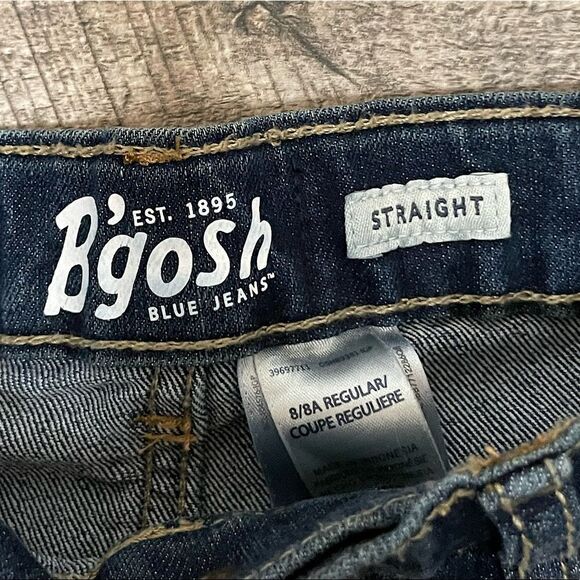 EST. 1895
B'gosh
BLUE JEANS™
STRAIGHT
8/8A REGULAR/
COUPE REGULIERE
MADE IN INDONESIA